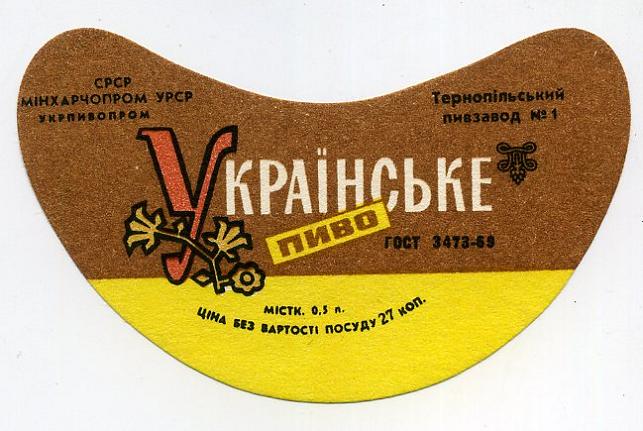 СРСР
МІНХАРЧОПРОМ УРСР
УКРПИВОПРОМ
Тернопільський
пивзавод №1
УКРАЇНСЬКЕ
ПИВО
ГОСТ 3473-69
МІСТК. 0,5 л.
ЦІНА БЕЗ ВАРТОСТІ ПОСУДУ 27 КОП.